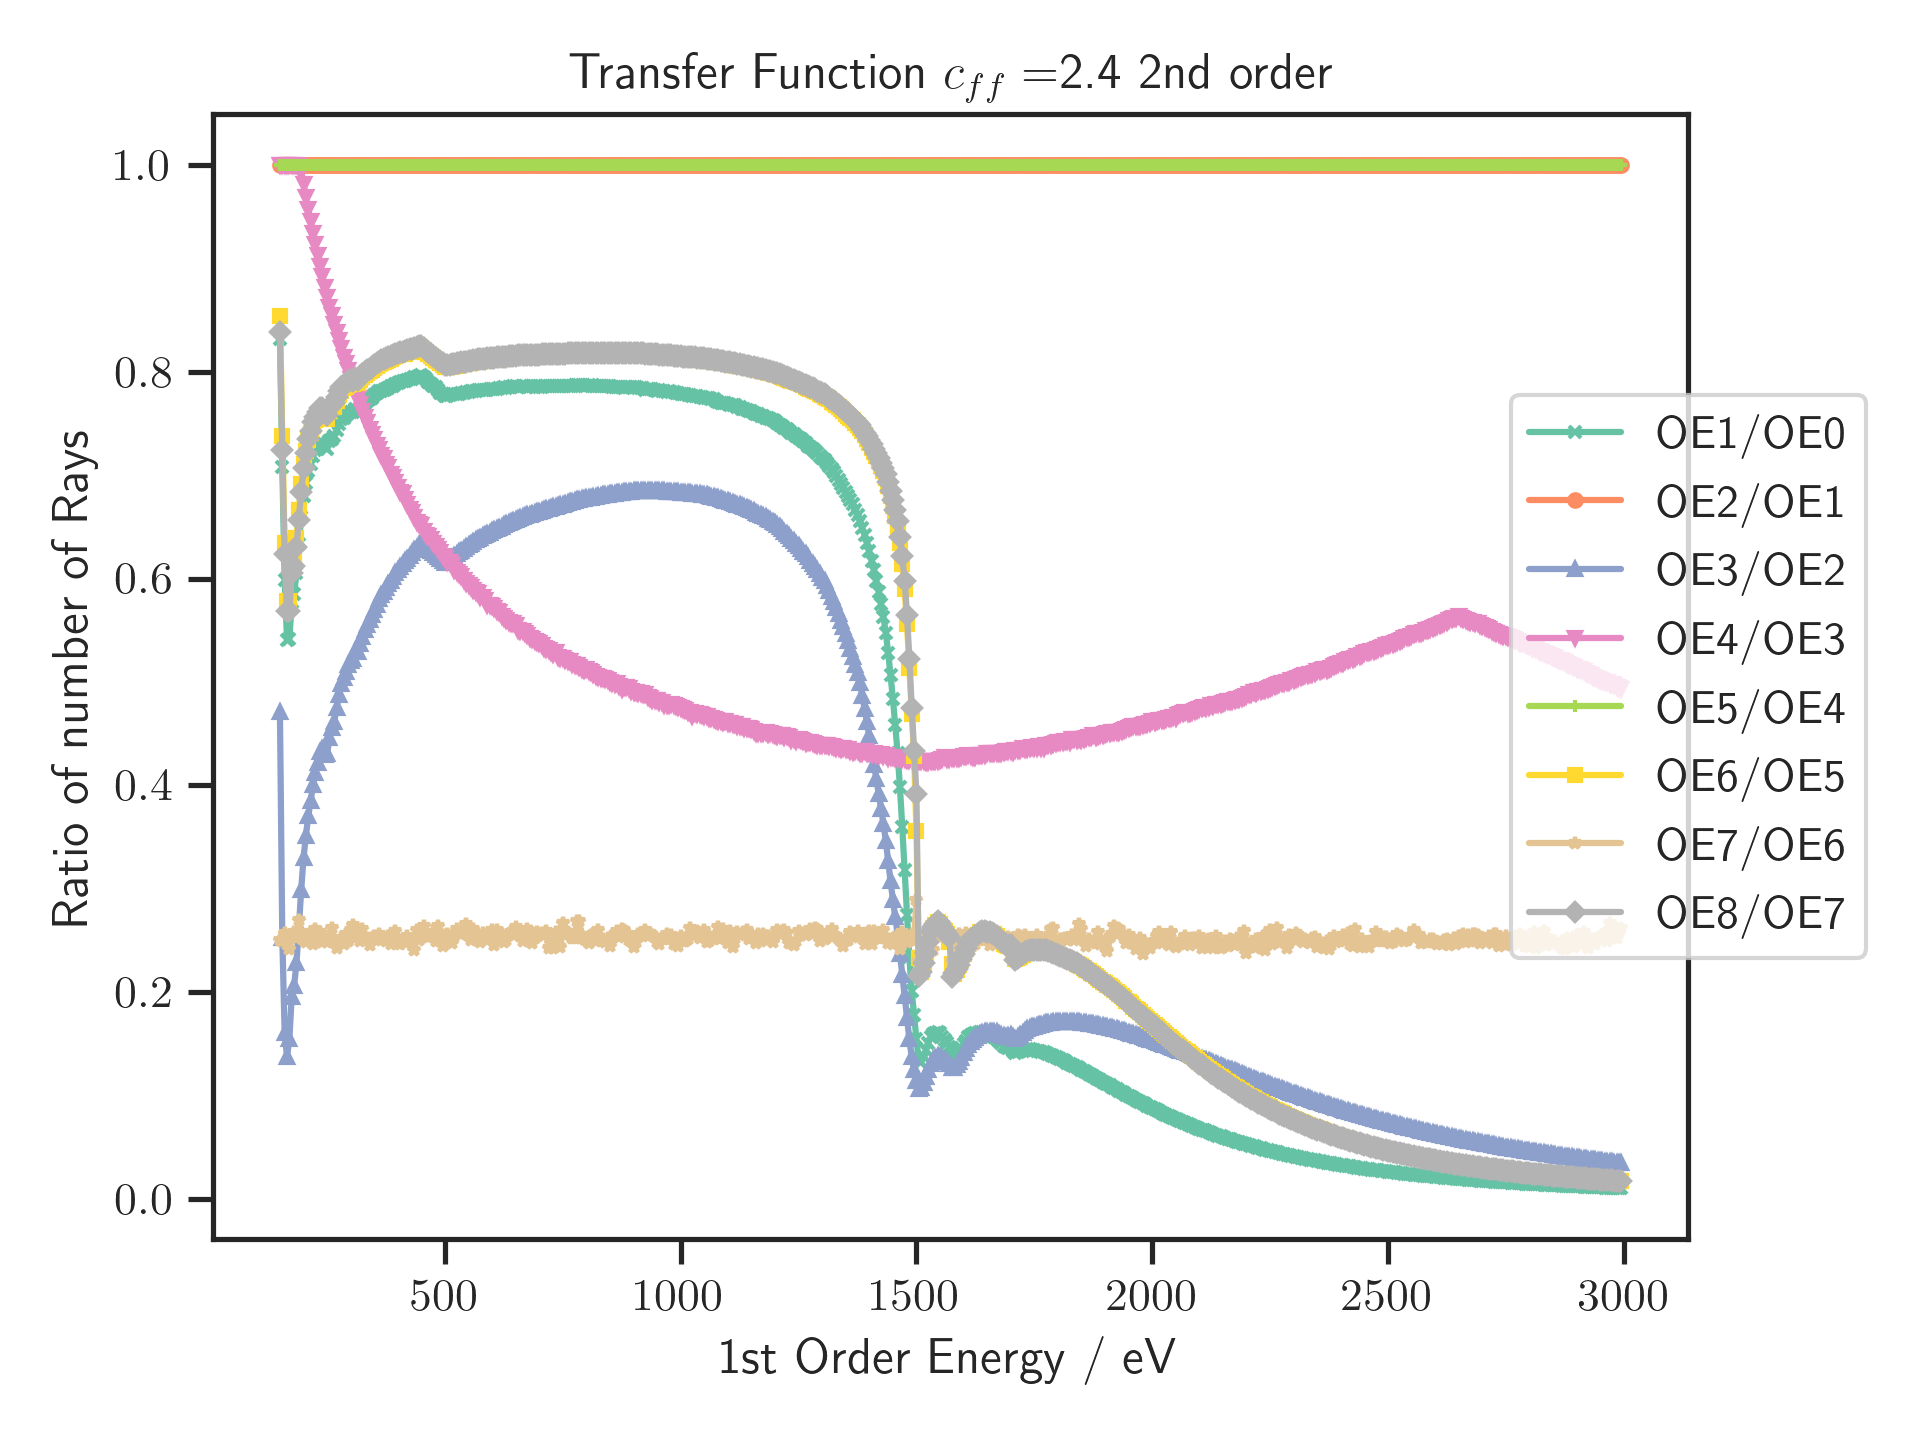 Transfer Function c_{ff} =2.4 2nd order
Ratio of number of Rays
1.0
0.8
0.6
0.4
0.2
0.0
OE1/OE0
OE2/OE1
OE3/OE2
OE4/OE3
OE5/OE4
OE6/OE5
OE7/OE6
OE8/OE7
500 1000 1500 2000 2500 3000
1st Order Energy / eV